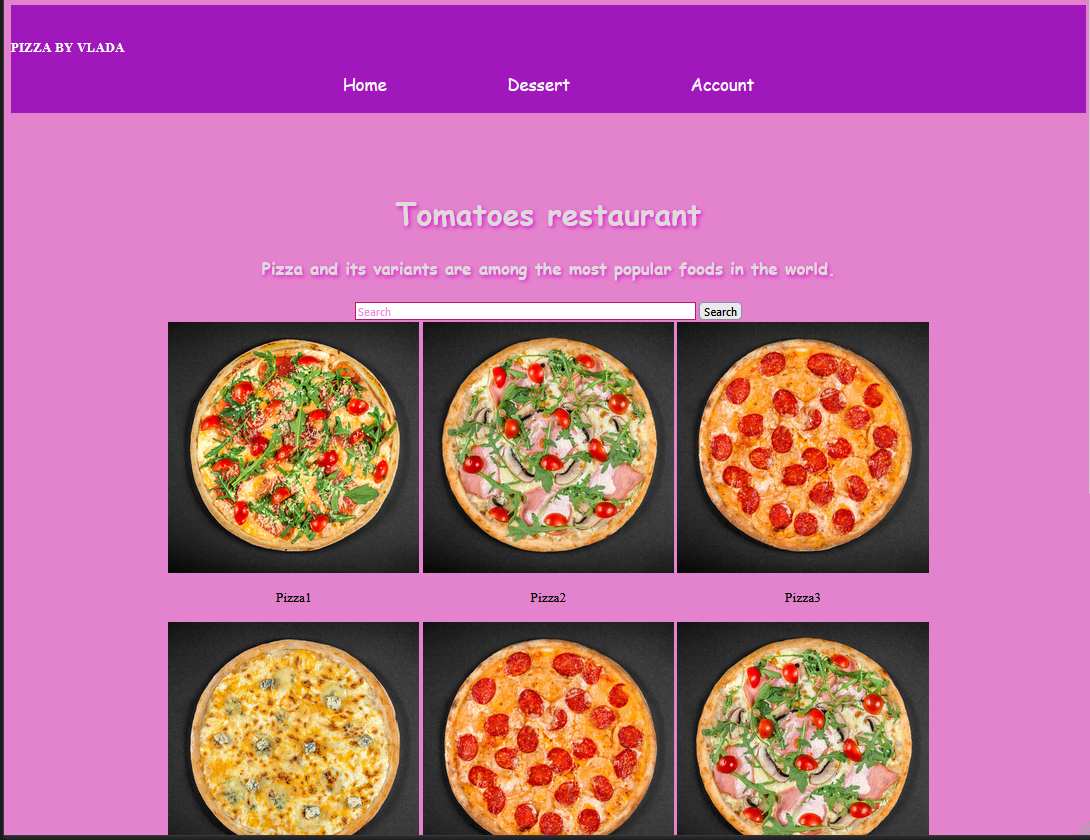 PIZZA BY VLADA
Home Dessert Account
Tomatoes restaurant
Pizza and its variants are among the most popular foods in the world.
Search Search
Pizza1 Pizza2 Pizza3